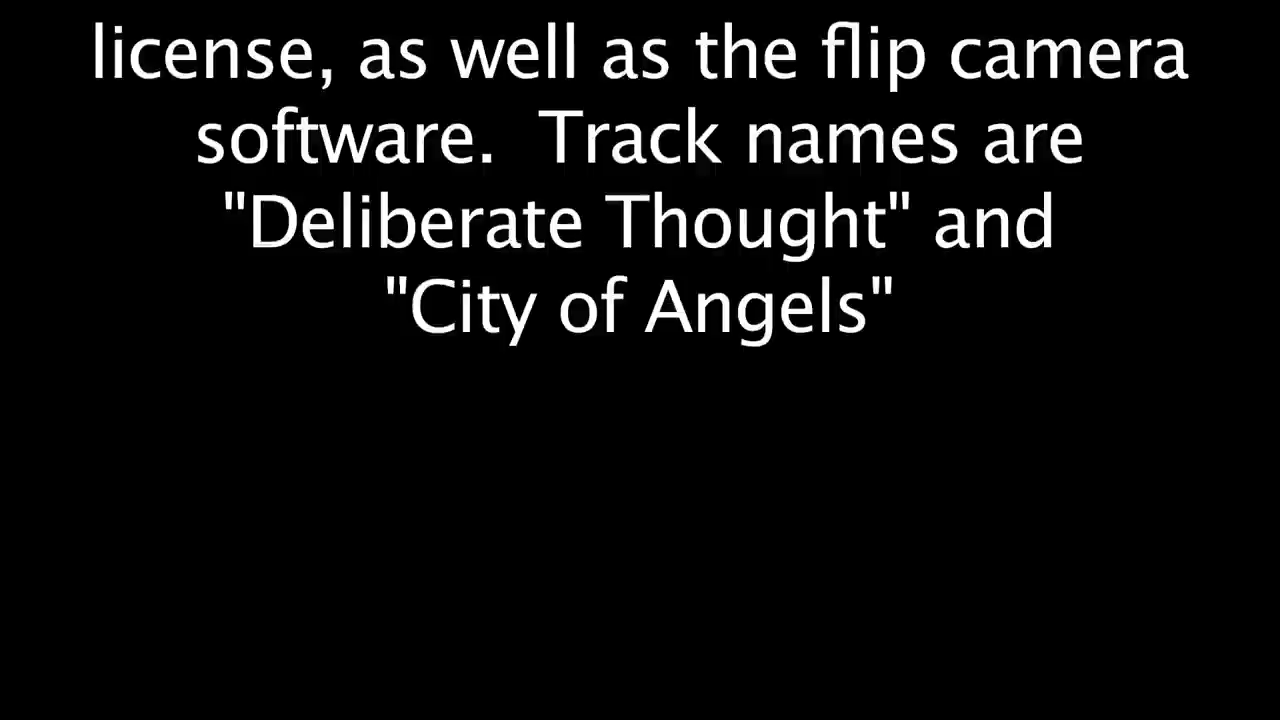 license, as well as the flip camera
software.  Track names are
"Deliberate Thought" and
"City of Angels"